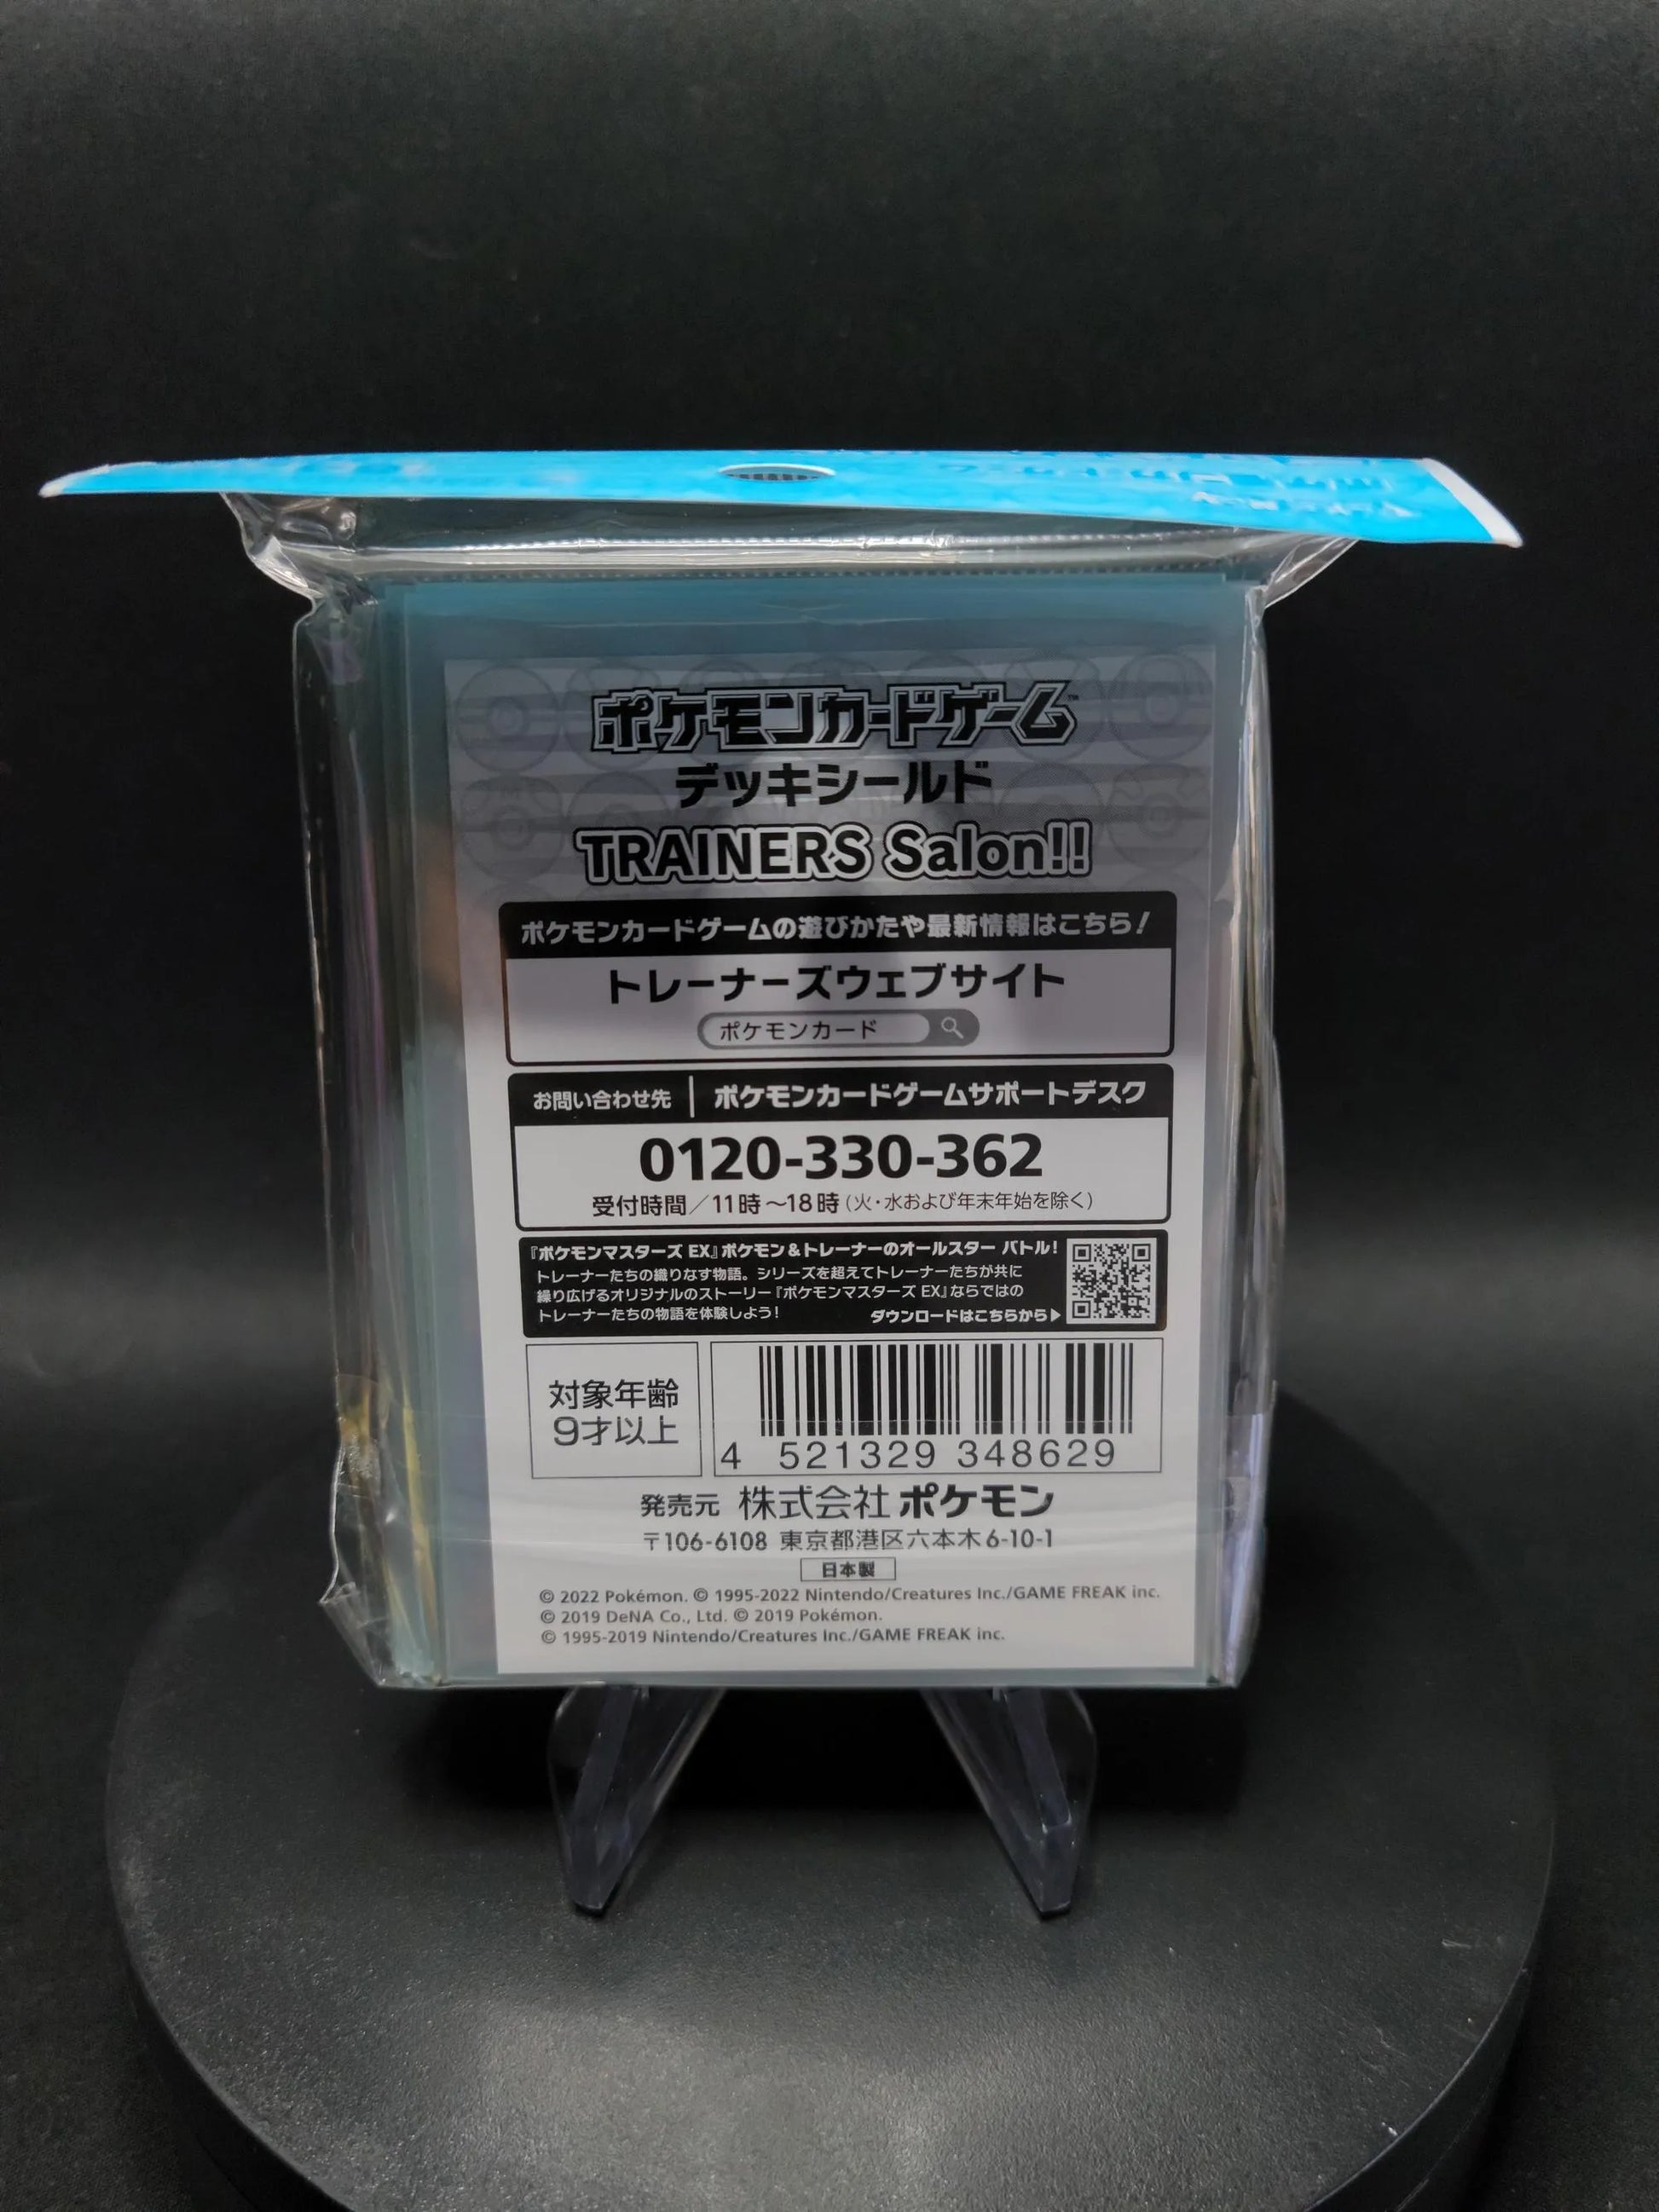 ポケモンカードゲーム™
デッキシールド
TRAINERS Salon!!
ポケモンカードゲームの遊びかたや最新情報はこちら!
トレーナーズウェブサイト
ポケモンカード
お問い合わせ先 | ポケモンカードゲームサポートデスク
0120-330-362
受付時間/11時~18時(火・水および年末年始を除く)
『ポケモンマスターズ EX』ポケモン&トレーナーのオールスター バトル!
トレーナーたちの織りなす物語。シリーズを超えてトレーナーたちが共に
繰り広げるオリジナルのストーリー『ポケモンマスターズ EX』ならではの
トレーナーたちの物語を体験しよう!
ダウンロードはこちらから▶
対象年齢
9才以上
4 521329 348629
発売元 株式会社ポケモン
〒106-6108 東京都港区六本木6-10-1
日本製
© 2022 Pokémon. © 1995-2022 Nintendo/Creatures Inc./GAME FREAK inc.
© 2019 DeNA Co., Ltd. © 2019 Pokémon.
© 1995-2019 Nintendo/Creatures Inc./GAME FREAK inc.